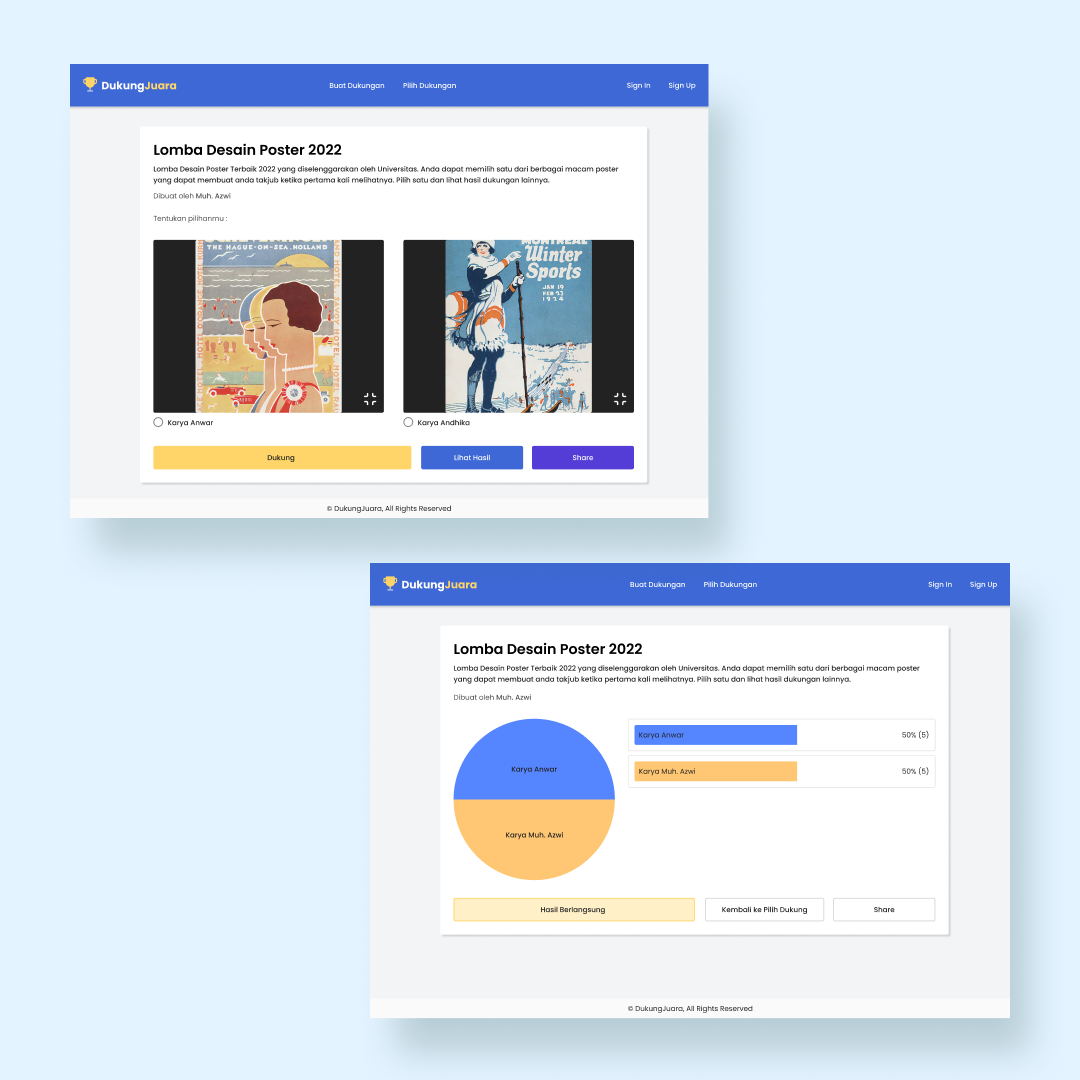 DukungJuara
Buat Dukungan
Pilih Dukungan
Sign In
Sign Up
Lomba Desain Poster 2022
Lomba Desain Poster Terbaik 2022 yang diselenggarakan oleh Universitas. Anda dapat memilih satu dari berbagai macam poster
yang dapat membuat anda takjub ketika pertama kali melihatnya. Pilih satu dan lihat hasil dukungan lainnya.
Dibuat oleh Muh. Azwi
Tentukan pilihanmu :
THE HAGUE-ON-SEA.HOLLAND
MONTREAL
Winter
Sports
JAN 19
FEB 23
1924
Karya Anwar
Karya Andhika
Dukung
Lihat Hasil
Share
© DukungJuara, All Rights Reserved
DukungJuara
Buat Dukungan
Pilih Dukungan
Sign In
Sign Up
Lomba Desain Poster 2022
Lomba Desain Poster Terbaik 2022 yang diselenggarakan oleh Universitas. Anda dapat memilih satu dari berbagai macam poster
yang dapat membuat anda takjub ketika pertama kali melihatnya. Pilih satu dan lihat hasil dukungan lainnya.
Dibuat oleh Muh. Azwi
Karya Anwar
Karya Muh. Azwi
Karya Anwar
50% (5)
Karya Muh. Azwi
50% (5)
Hasil Berlangsung
Kembali ke Pilih Dukung
Share
© DukungJuara, All Rights Reserved